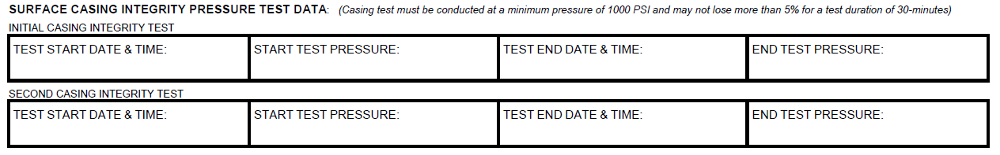 SURFACE CASING INTEGRITY PRESSURE TEST DATA: (Casing test must be conducted at a minimum pressure of 1000 PSI and may not lose more than 5% for a test duration of 30-minutes)
INITIAL CASING INTEGRITY TEST
TEST START DATE & TIME: START TEST PRESSURE: TEST END DATE & TIME: END TEST PRESSURE:
SECOND CASING INTEGRITY TEST
TEST START DATE & TIME: START TEST PRESSURE: TEST END DATE & TIME: END TEST PRESSURE: